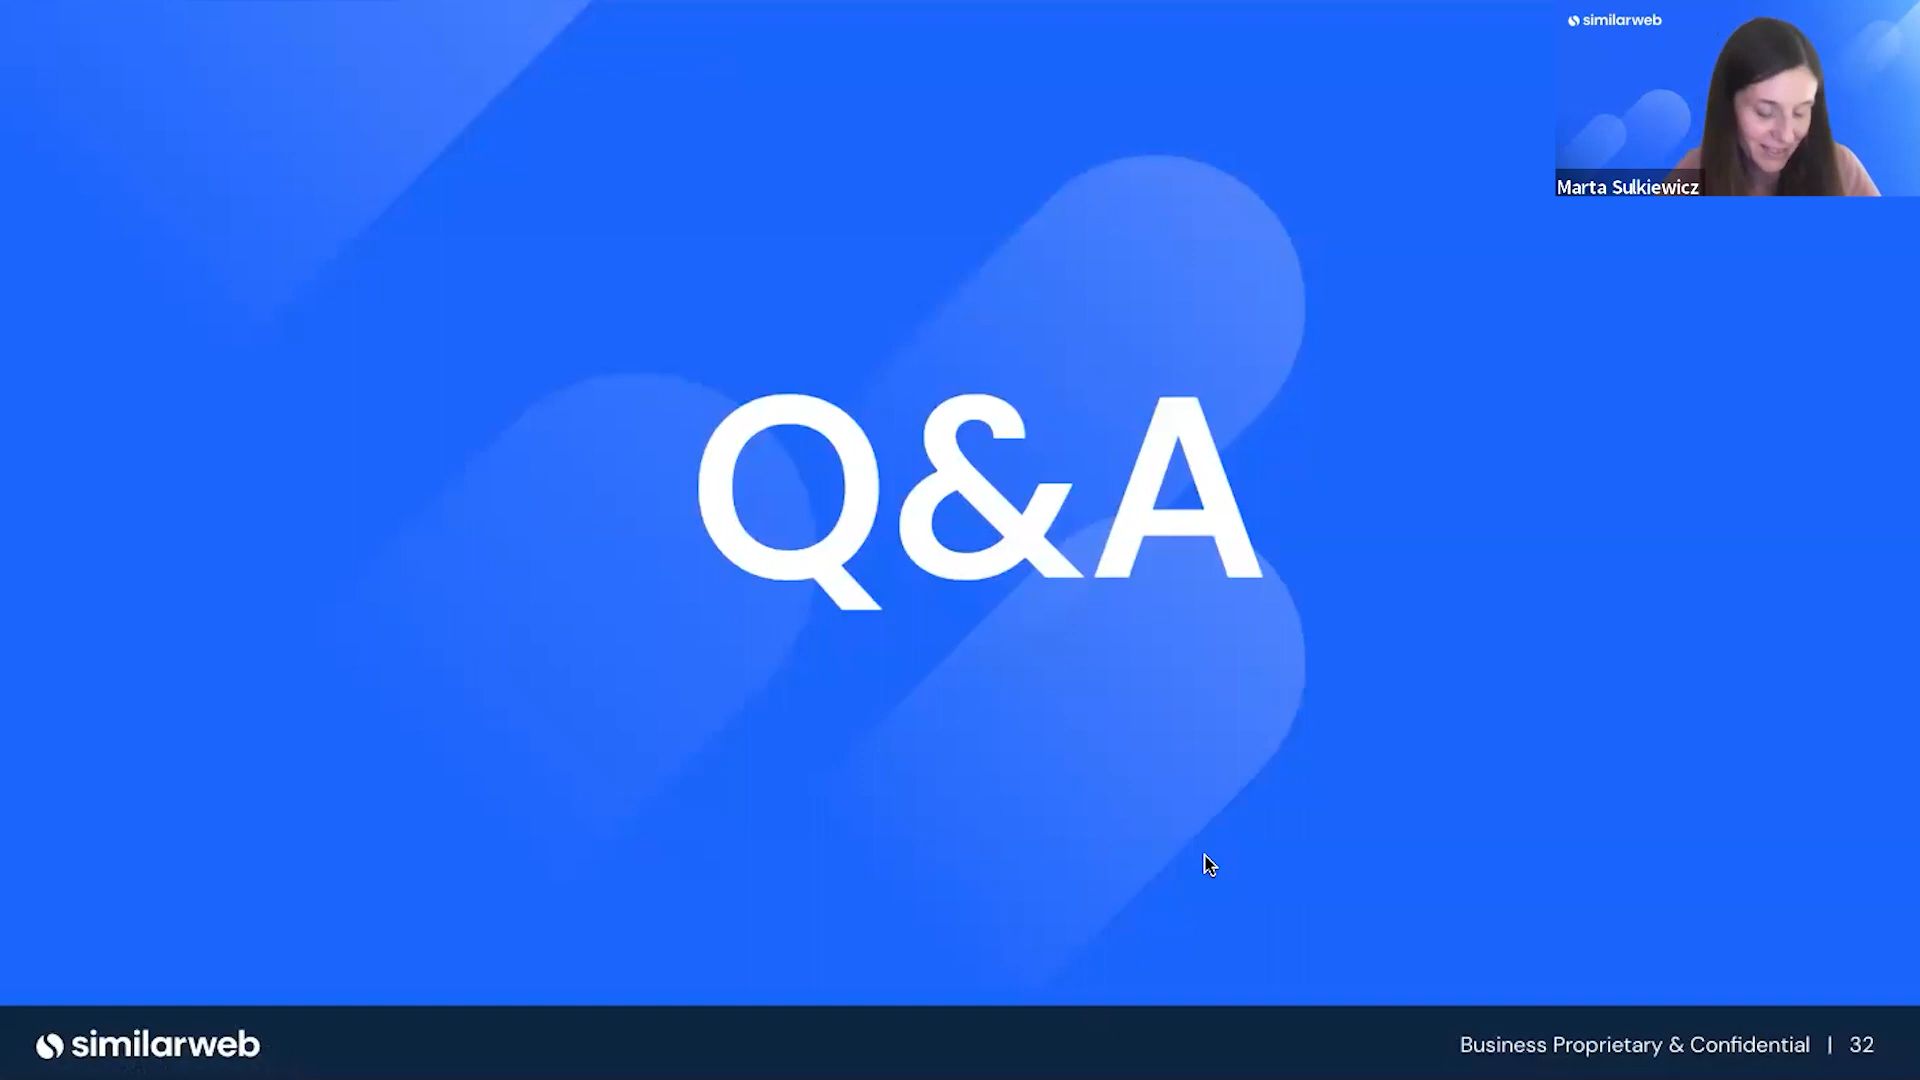 similarweb
Marta Sulkiewicz
Q&A
similarweb
Business Proprietary & Confidential | 32